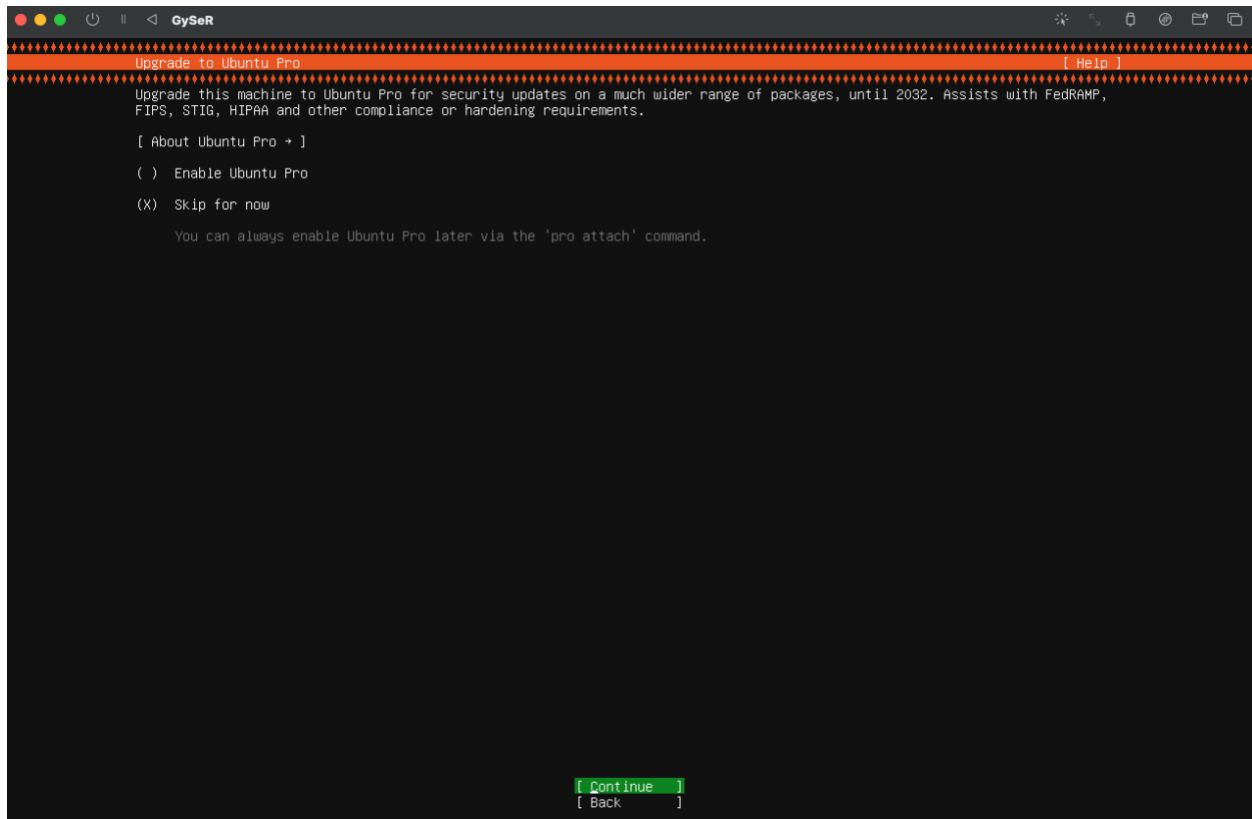 GySeR
Upgrade to Ubuntu Pro [ Help ]
Upgrade this machine to Ubuntu Pro for security updates on a much wider range of packages, until 2032. Assists with FedRAMP,
FIPS, STIG, HIPAA and other compliance or hardening requirements.
[ About Ubuntu Pro → ]
( ) Enable Ubuntu Pro
(X) Skip for now
You can always enable Ubuntu Pro later via the 'pro attach' command.
[ Continue ]
[ Back ]